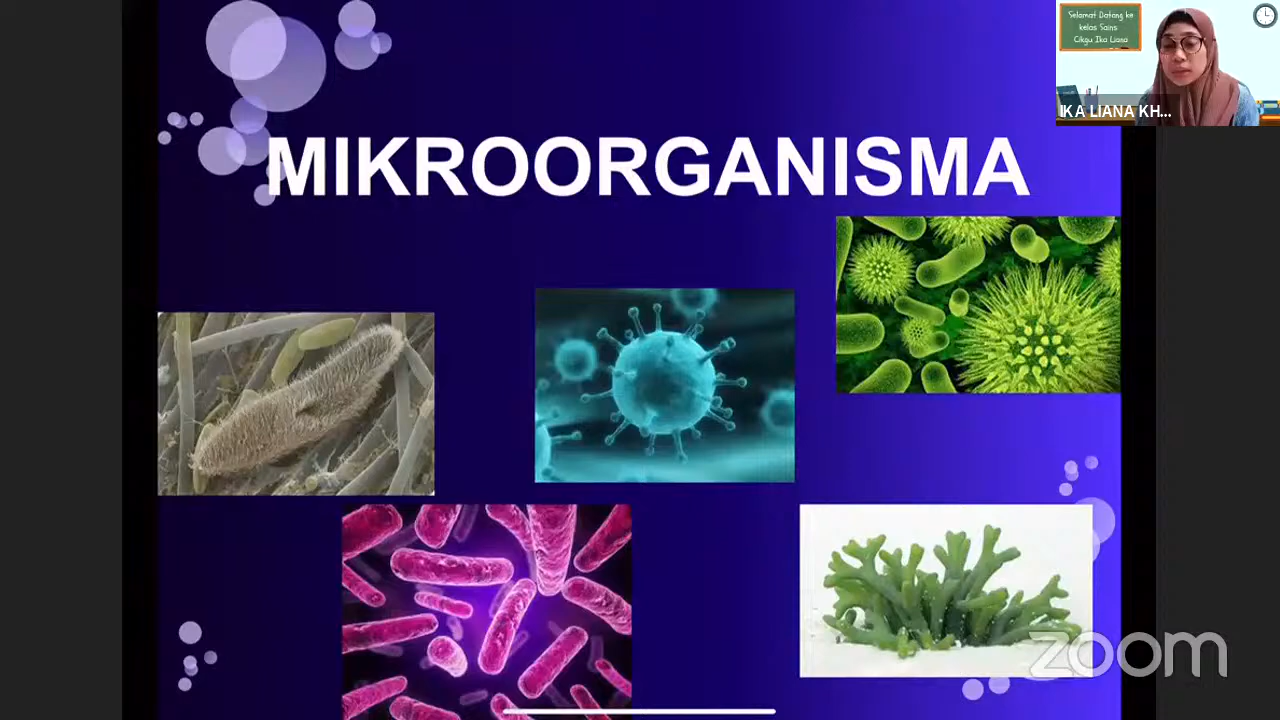 Selamat Datang ke
kelas Sains
Cikgu Ika Liana
IKA LIANA KH...
MIKROORGANISMA
zoom